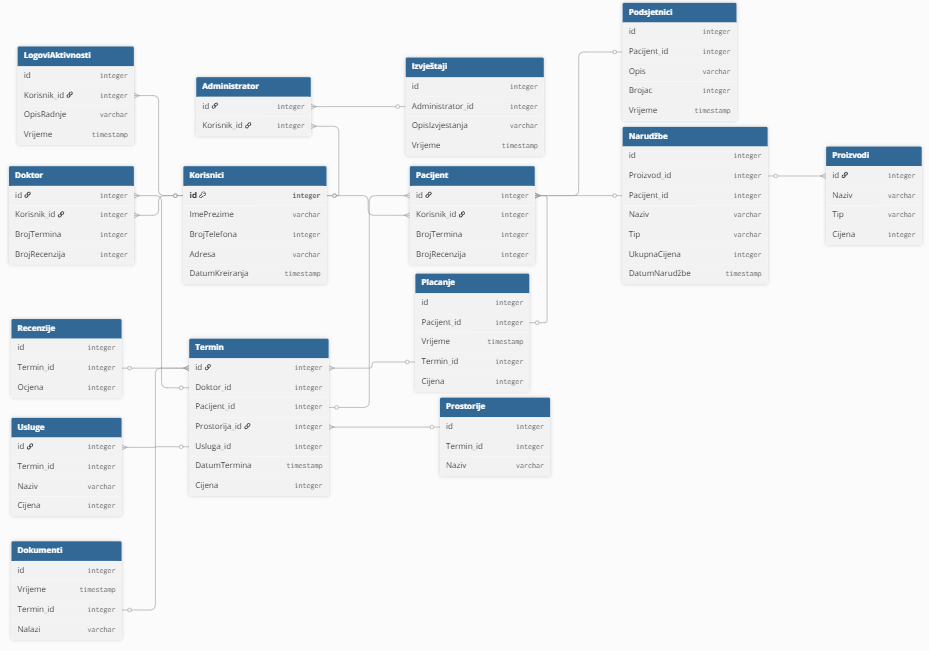 LogoviAktivnosti
id integer
Korisnik_id integer
OpisRadnje varchar
Vrijeme timestamp
Administrator
id integer
Korisnik_id integer
Izvještaji
id integer
Administrator_id integer
OpisIzvjestanja varchar
Vrijeme timestamp
Podsjetnici
id integer
Pacijent_id integer
Opis varchar
Brojac integer
Vrijeme timestamp
Doktor
id integer
Korisnik_id integer
BrojTermina integer
BrojRecenzija integer
Korisnici
id integer
ImePrezime varchar
BrojTelefona integer
Adresa varchar
DatumKreiranja timestamp
Pacijent
id integer
Korisnik_id integer
BrojTermina integer
BrojRecenzija integer
Narudžbe
id integer
Proizvod_id integer
Pacijent_id integer
Naziv varchar
Tip varchar
UkupnaCijena integer
DatumNarudžbe timestamp
Proizvodi
id integer
Naziv varchar
Tip varchar
Cijena integer
Placanje
id integer
Pacijent_id integer
Vrijeme timestamp
Termin_id integer
Cijena integer
Recenzije
id integer
Termin_id integer
Ocjena integer
Termin
id integer
Doktor_id integer
Pacijent_id integer
Prostorija_id integer
Usluga_id integer
DatumTermina timestamp
Cijena integer
Prostorije
id integer
Termin_id integer
Naziv varchar
Usluge
id integer
Termin_id integer
Naziv varchar
Cijena integer
Dokumenti
id integer
Vrijeme timestamp
Termin_id integer
Nalazi varchar